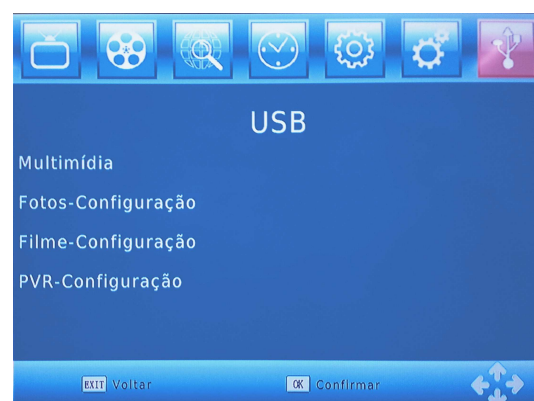 USB
Multimídia
Fotos-Configuração
Filme-Configuração
PVR-Configuração
EXIT Voltar
OK Confirmar